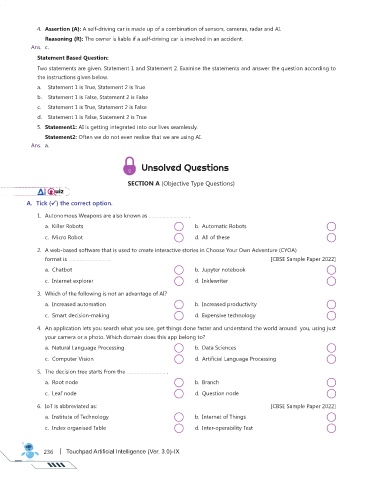 4. Assertion (A): A self-driving car is made up of a combination of sensors, cameras, radar and AI.
Reasoning (R): The owner is liable if a self-driving car is involved in an accident.
Ans. c.
Statement Based Question:
Two statements are given. Statement 1 and Statement 2. Examine the statements and answer the question according to
the instructions given below.
a. Statement 1 is True, Statement 2 is True
b. Statement 1 is False, Statement 2 is False
c. Statement 1 is True, Statement 2 is False
d. Statement 1 is False, Statement 2 is True
5. Statement1: AI is getting integrated into our lives seamlessly.
Statement2: Often we do not even realise that we are using AI.
Ans. a.
Unsolved Questions
SECTION A (Objective Type Questions)
AI Quiz
A. Tick (✓) the correct option.
1. Autonomous Weapons are also known as ....................
a. Killer Robots b. Automatic Robots
c. Micro Robot d. All of these
2. A web-based software that is used to create interactive stories in Choose Your Own Adventure (CYOA)
format is .................... [CBSE Sample Paper 2022]
a. Chatbot b. Jupyter notebook
c. Internet explorer d. Inklewriter
3. Which of the following is not an advantage of AI?
a. Increased automation b. Increased productivity
c. Smart decision-making d. Expensive technology
4. An application lets you search what you see, get things done faster and understand the world around you, using just
your camera or a photo. Which domain does this app belong to?
a. Natural Language Processing b. Data Sciences
c. Computer Vision d. Artificial Language Processing
5. The decision tree starts from the ....................
a. Root node b. Branch
c. Leaf node d. Question node
6. IoT is abbreviated as: [CBSE Sample Paper 2022]
a. Institute of Technology b. Internet of Things
c. Index organised Table d. Inter-operability Test
236 | Touchpad Artificial Intelligence (Ver. 3.0)-IX